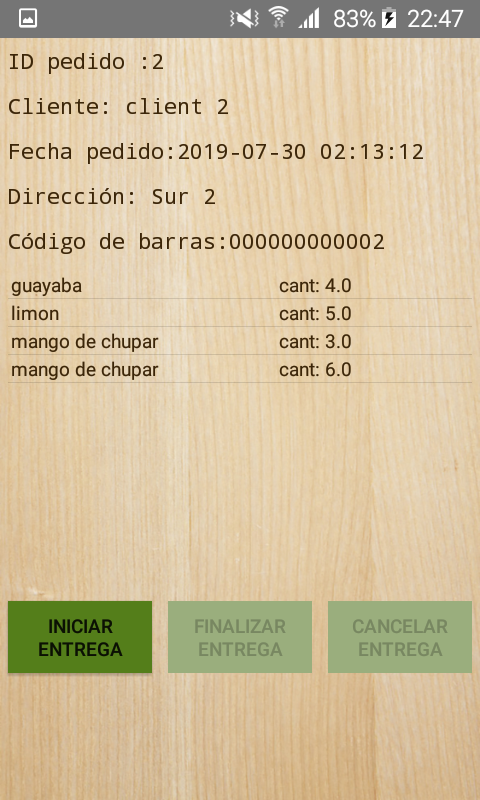 83% 22:47
ID pedido :2
Cliente: client 2
Fecha pedido:2019-07-30 02:13:12
Dirección: Sur 2
Código de barras:000000000002
guayaba cant: 4.0
limon cant: 5.0
mango de chupar cant: 3.0
mango de chupar cant: 6.0
INICIAR ENTREGA
FINALIZAR ENTREGA
CANCELAR ENTREGA